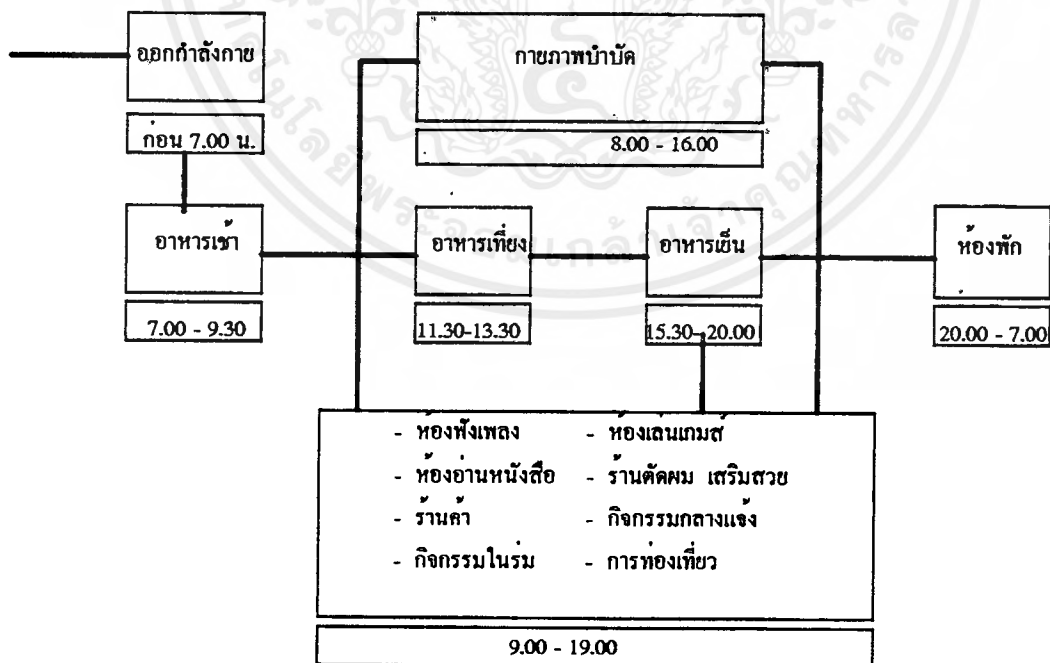 ออกกำลังกาย
กายภาพบำบัด
ก่อน 7.00 น.
8.00 - 16.00
อาหารเช้า
อาหารเที่ยง
อาหารเย็น
ห้องพัก
7.00 - 9.30
11.30-13.30
15.30-20.00
20.00 - 7.00
- ห้องฟังเพลง - ห้องเล่นเกมส์
- ห้องอ่านหนังสือ - ร้านตัดผม เสริมสวย
- ร้านค้า - กิจกรรมกลางแจ้ง
- กิจกรรมในร่ม - การท่องเที่ยว
9.00 - 19.00